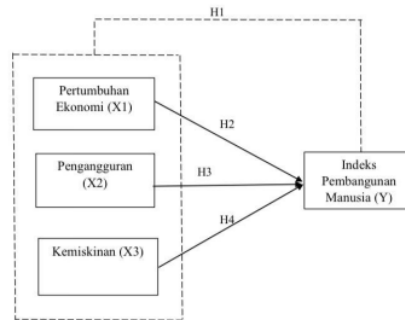 H1
Pertumbuhan
Ekonomi (X1)
H2
Pengangguran
(X2)
H3
Indeks
Pembangunan
Manusia (Y)
H4
Kemiskinan (X3)